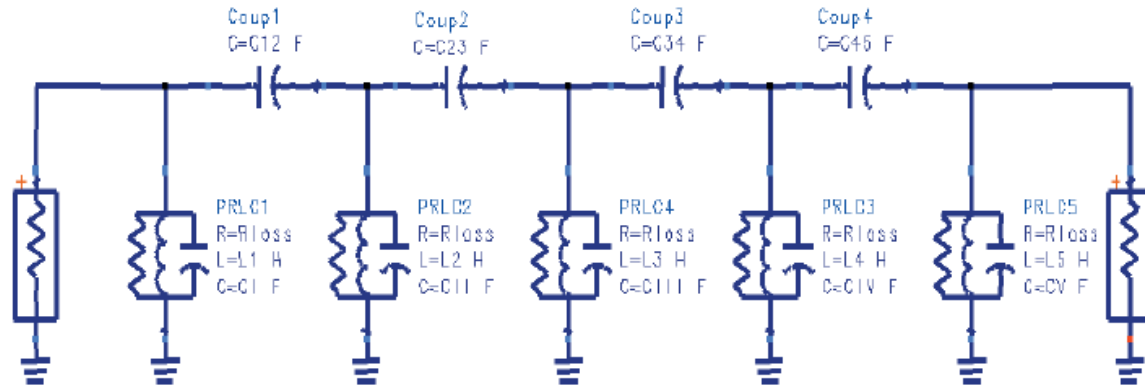 Coup1
C=C12 F
Coup2
C=C23 F
Coup3
C=C34 F
Coup4
C=C45 F
+
+
PRLC1
R=Rloss
L=L1 H
C=CI F
PRLC2
R=Rloss
L=L2 H
C=CII F
PRLC4
R=Rloss
L=L3 H
C=CIII F
PRLC3
R=Rloss
L=L4 H
C=CIV F
PRLC5
R=Rloss
L=L5 H
C=CV F